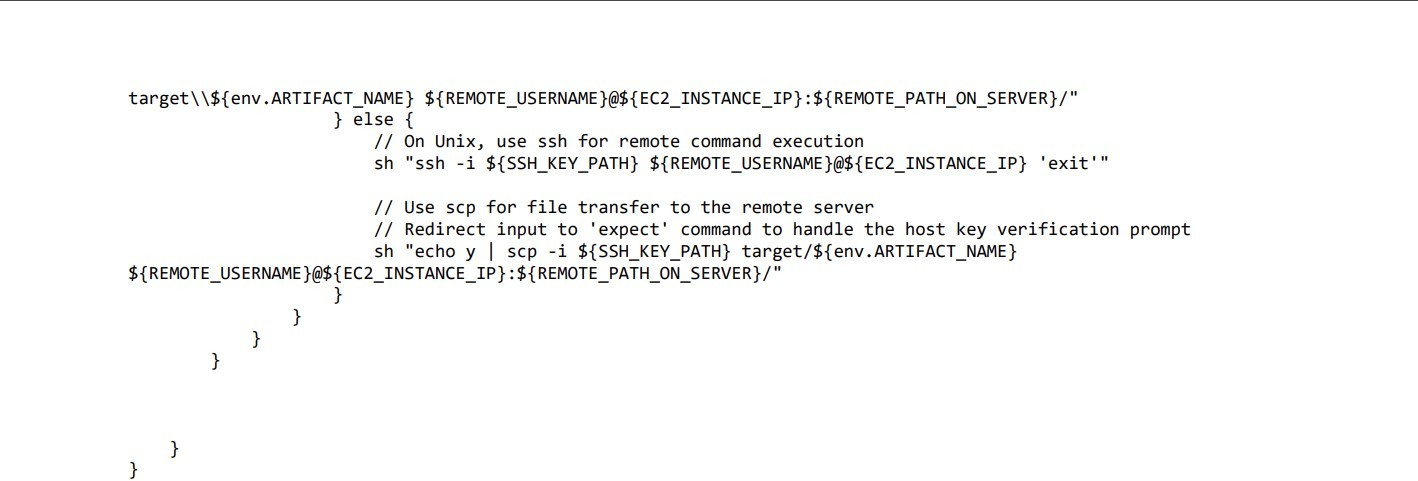 target\\${env.ARTIFACT_NAME} ${REMOTE_USERNAME}@${EC2_INSTANCE_IP}:${REMOTE_PATH_ON_SERVER}/"
                    } else {
                        // On Unix, use ssh for remote command execution
                        sh "ssh -i ${SSH_KEY_PATH} ${REMOTE_USERNAME}@${EC2_INSTANCE_IP} 'exit'"

                        // Use scp for file transfer to the remote server
                        // Redirect input to 'expect' command to handle the host key verification prompt
                        sh "echo y | scp -i ${SSH_KEY_PATH} target/${env.ARTIFACT_NAME}
${REMOTE_USERNAME}@${EC2_INSTANCE_IP}:${REMOTE_PATH_ON_SERVER}/"
                    }
                }
            }
        }



    }
}